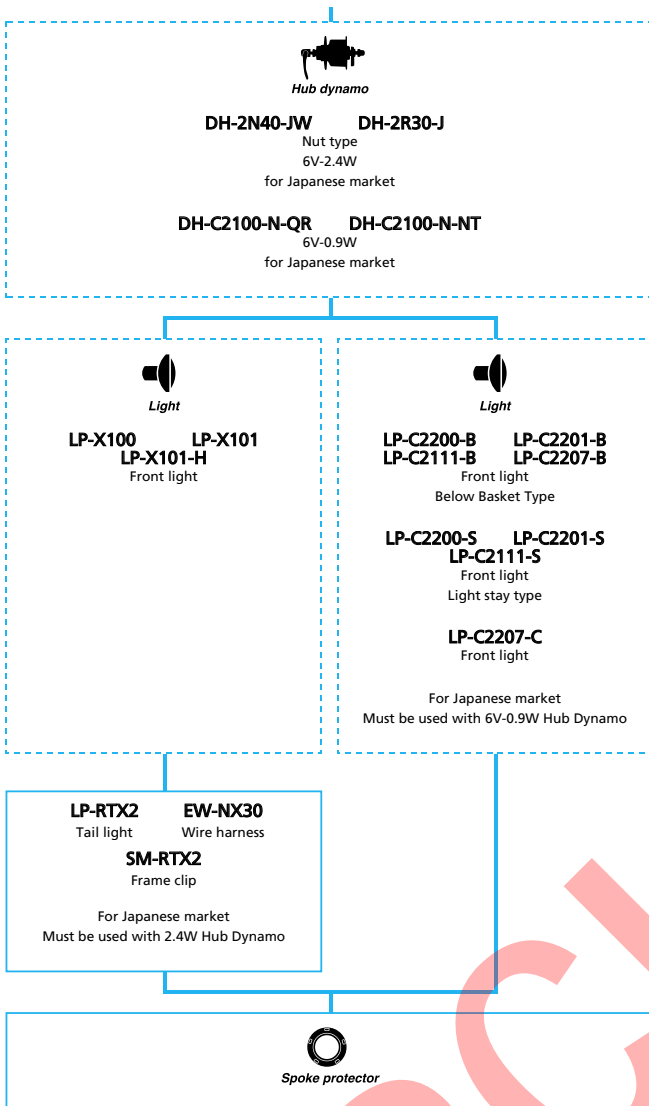 Hub dynamo
DH-2N40-JW DH-2R30-J
Nut type
6V-2.4W
for Japanese market
DH-C2100-N-QR DH-C2100-N-NT
6V-0.9W
for Japanese market
Light
LP-X100 LP-X101
LP-X101-H
Front light
Light
LP-C2200-B LP-C2201-B
LP-C2111-B LP-C2207-B
Front light
Below Basket Type
LP-C2200-S LP-C2201-S
LP-C2111-S
Front light
Light stay type
LP-C2207-C
Front light
For Japanese market
Must be used with 6V-0.9W Hub Dynamo
LP-RTX2 EW-NX30
Tail light Wire harness
SM-RTX2
Frame clip
For Japanese market
Must be used with 2.4W Hub Dynamo
Spoke protector